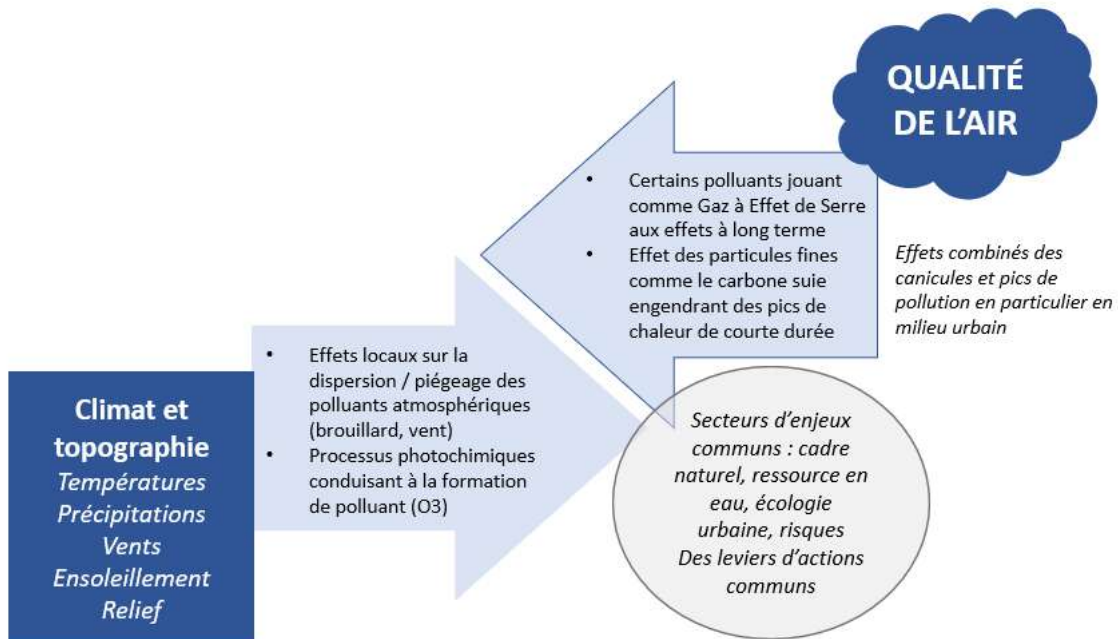 QUALITÉ
DE L'AIR
• Certains polluants jouant
comme Gaz à Effet de Serre
aux effets à long terme
• Effet des particules fines
comme le carbone suie
engendrant des pics de
chaleur de courte durée
Effets combinés des
canicules et pics de
pollution en particulier en
milieu urbain
• Effets locaux sur la
dispersion / piégeage des
polluants atmosphériques
(brouillard, vent)
• Processus photochimiques
conduisant à la formation
de polluant (O3)
Climat et
topographie
Températures
Précipitations
Vents
Ensoleillement
Relief
Secteurs d'enjeux
communs : cadre
naturel, ressource en
eau, écologie
urbaine, risques
Des leviers d'actions
communs